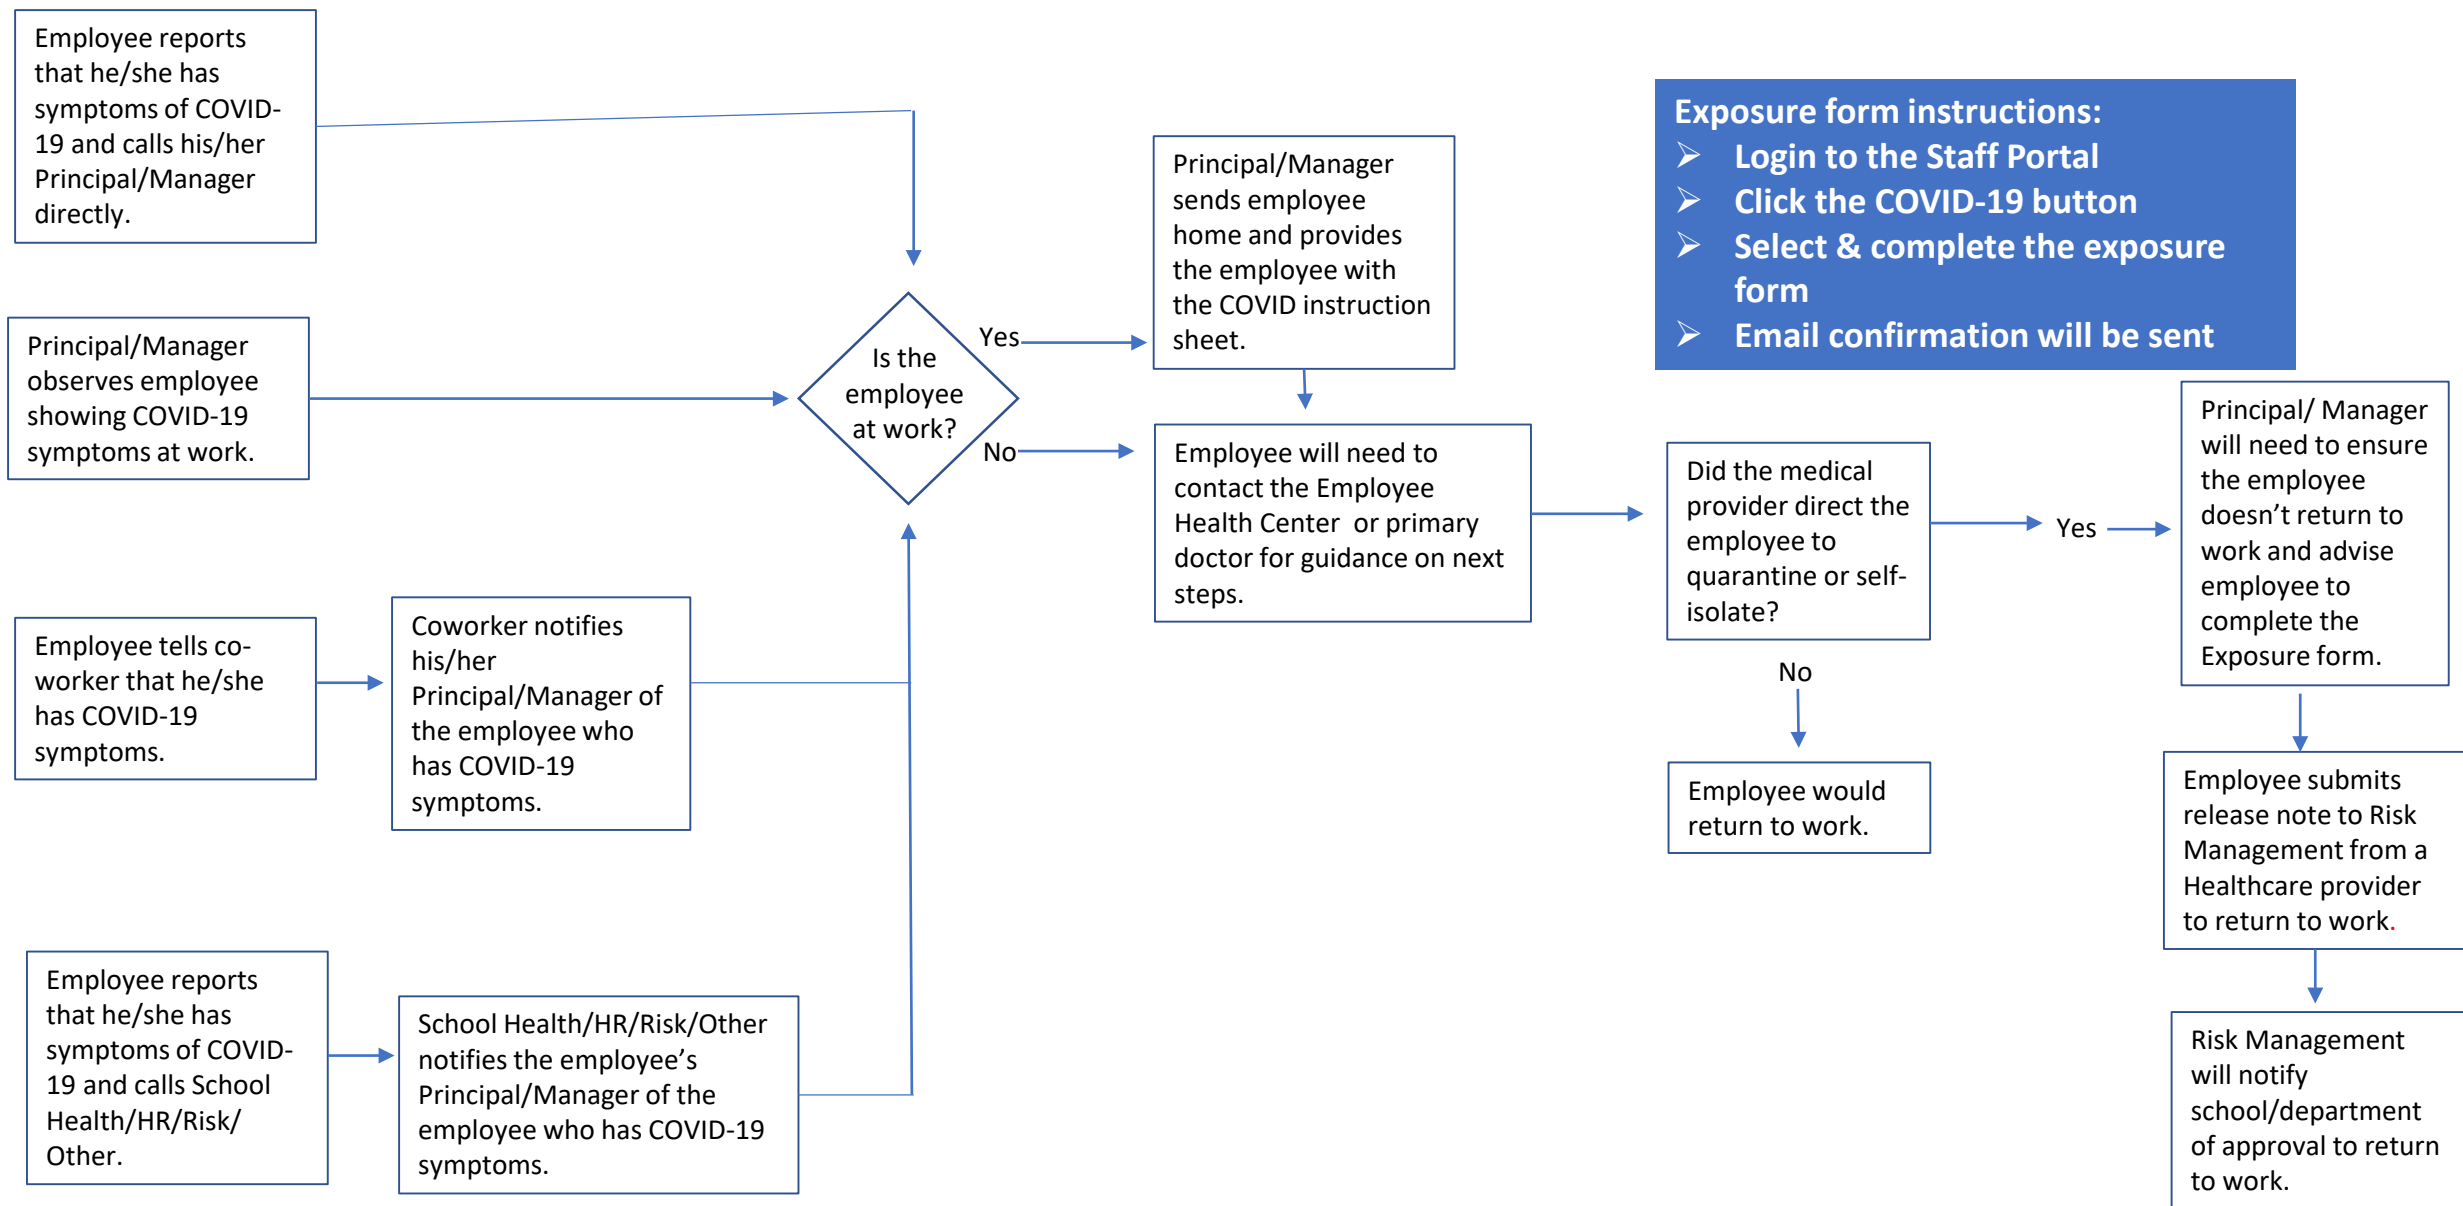 Employee reports
that he/she has
symptoms of COVID-
19 and calls his/her
Principal/Manager
directly.
Principal/Manager
observes employee
showing COVID-19
symptoms at work.
Employee tells co-
worker that he/she
has COVID-19
symptoms.
Coworker notifies
his/her
Principal/Manager of
the employee who
has COVID-19
symptoms.
Employee reports
that he/she has
symptoms of COVID-
19 and calls School
Health/HR/Risk/
Other.
School Health/HR/Risk/Other
notifies the employee’s
Principal/Manager of the
employee who has COVID-19
symptoms.
Is the
employee
at work?
Yes
No
Principal/Manager
sends employee
home and provides
the employee with
the COVID instruction
sheet.
Employee will need to
contact the Employee
Health Center or primary
doctor for guidance on next
steps.
Exposure form instructions:
➢ Login to the Staff Portal
➢ Click the COVID-19 button
➢ Select & complete the exposure
form
➢ Email confirmation will be sent
Did the medical
provider direct the
employee to
quarantine or self-
isolate?
Yes
No
Employee would
return to work.
Principal/ Manager
will need to ensure
the employee
doesn’t return to
work and advise
employee to
complete the
Exposure form.
Employee submits
release note to Risk
Management from a
Healthcare provider
to return to work.
Risk Management
will notify
school/department
of approval to return
to work.